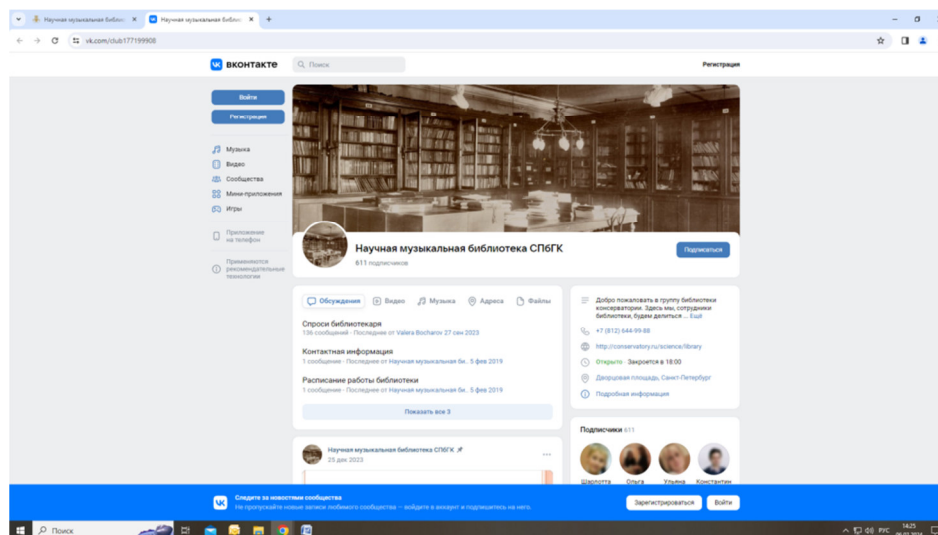 Научная музыкальная библио
Научная музыкальная Библио
vk.com/club177199908
вконтакте
Поиск
Регистрация
Войти
Регистрация
Музыка
Видео
Сообщества
Мини-приложения
Игры
Приложение
на телефон
Применяются
рекомендательные
технологии
Научная музыкальная библиотека СПбГК
611 подписчиков
Подписаться
Обсуждения
Видео
Музыка
Адреса
Файлы
Спроси библиотекаря
136 сообщений · Последнее от Valera Bocharov 27 сен 2023
Контактная информация
1 сообщение · Последнее от Научная музыкальная би.. 5 фев 2019
Расписание работы библиотеки
1 сообщение · Последнее от Научная музыкальная би.. 5 фев 2019
Показать все 3
Добро пожаловать в группу библиотеки
консерватории. Здесь мы, сотрудники
библиотеки, будем делиться ... Ещё
+7 (812) 644-99-88
http://conservatory.ru/science/library
Открыто · Закроется в 18:00
Дворцовая площадь, Санкт-Петербург
Подробная информация
Подписчики 611
Шарлотта
Ольга
Ульяна
Константин
Научная музыкальная библиотека СПбГК
25 дек 2023
Следите за новостями сообщества
Не пропускайте новые записи любимого сообщества — войдите в аккаунт и подпишитесь на него.
Зарегистрироваться
Войти
Поиск
РУС
14:25